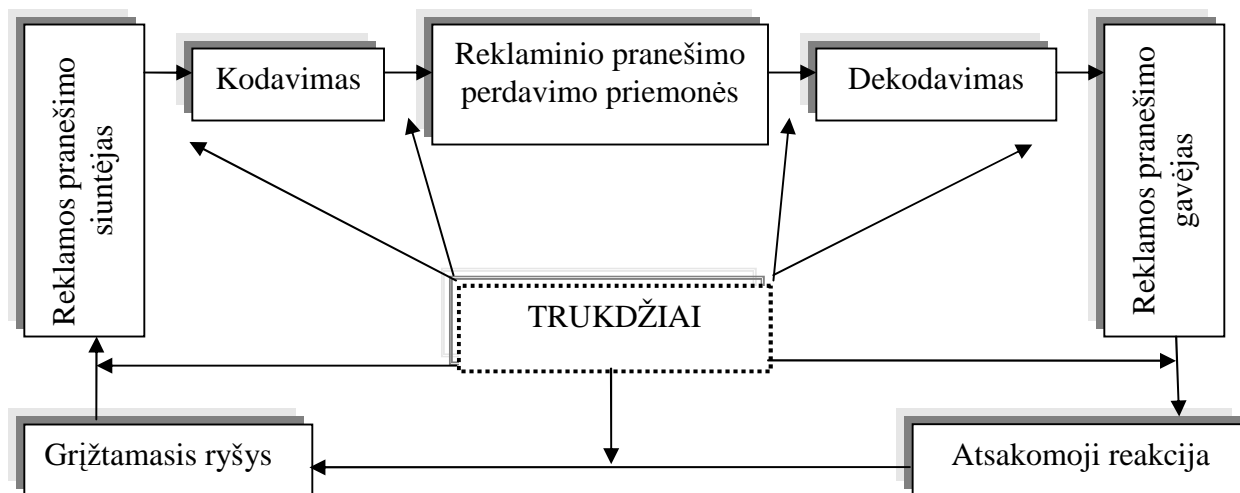 Reklamos pranešimo
siuntėjas
Kodavimas
Reklaminio pranešimo
perdavimo priemonės
Dekodavimas
Reklamos pranešimo
gavėjas
TRUKDŽIAI
Grįžtamasis ryšys
Atsakomoji reakcija